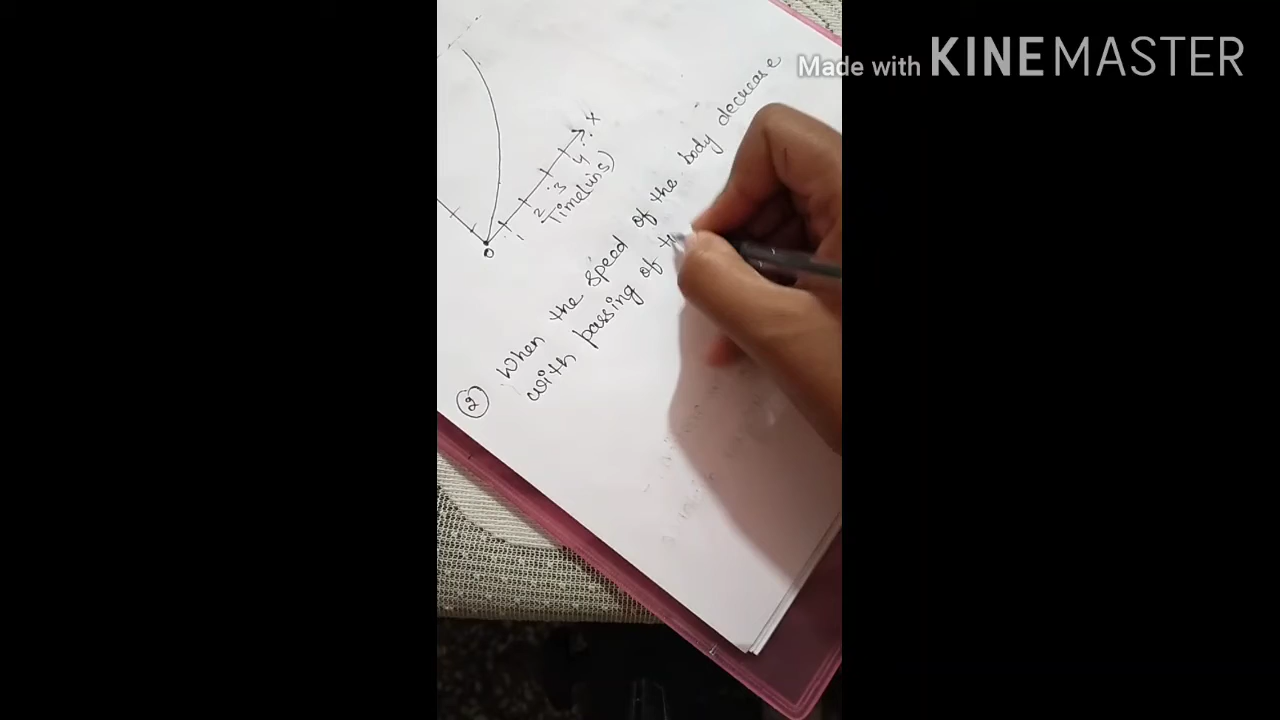 Made with KINEMASTER
X
1 2 3 4
Time(in s)
0
2 When the speed of the body decrease
with passing of